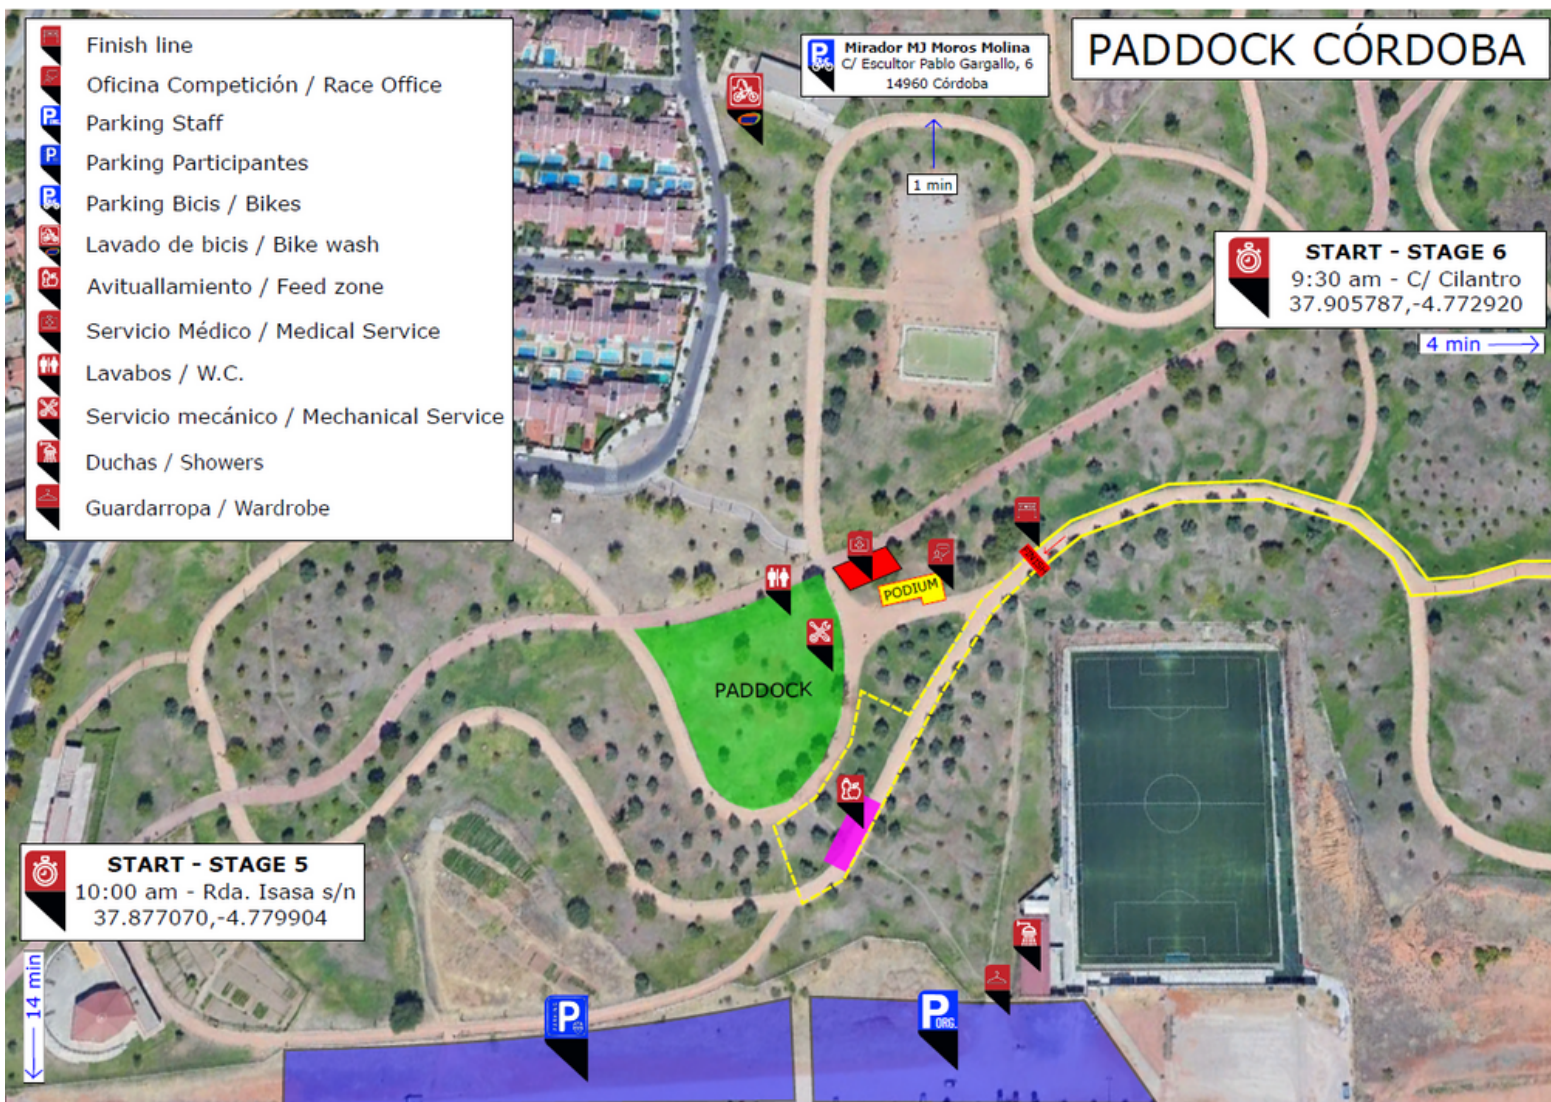 PADDOCK CÓRDOBA
Finish line
Oficina Competición / Race Office
Parking Staff
Parking Participantes
Parking Bicis / Bikes
Lavado de bicis / Bike wash
Avituallamiento / Feed zone
Servicio Médico / Medical Service
Lavabos / W.C.
Servicio mecánico / Mechanical Service
Duchas / Showers
Guardarropa / Wardrobe
Mirador MJ Moros Molina
C/ Escultor Pablo Gargallo, 6
14960 Córdoba
1 min
START - STAGE 6
9:30 am - C/ Cilantro
37.905787,-4.772920
4 min
PODIUM
PADDOCK
START - STAGE 5
10:00 am - Rda. Isasa s/n
37.877070,-4.779904
14 min
P
P
ORG.